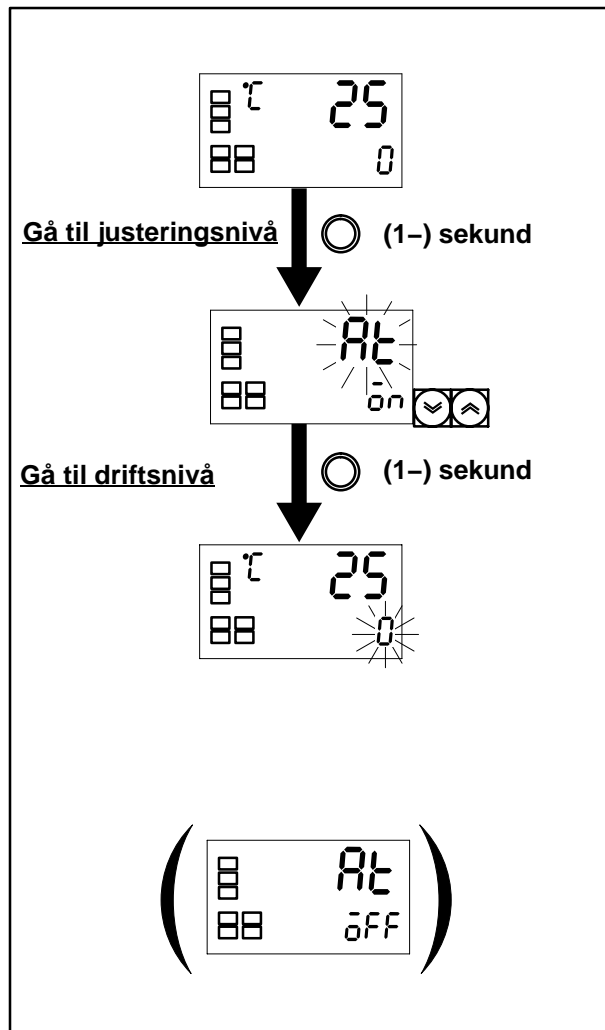 °C 25
0
Gå til justeringsnivå (1–) sekund
At
on
Gå til driftsnivå (1–) sekund
°C 25
0
At
oFF